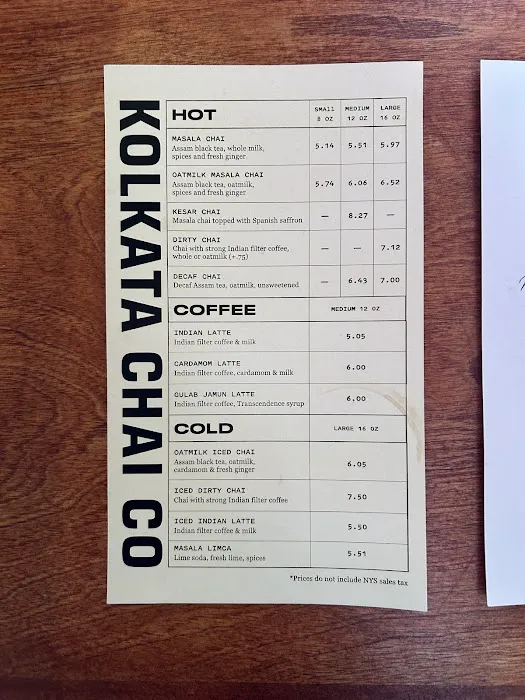 KOLKATA CHAI CO
HOT
SMALL 8 OZ
MEDIUM 12 OZ
LARGE 16 OZ
MASALA CHAI
Assam black tea, whole milk,
spices and fresh ginger
5.14 5.51 5.97
OATMILK MASALA CHAI
Assam black tea, oatmilk,
spices and fresh ginger
5.74 6.06 6.52
KESAR CHAI
Masala chai topped with Spanish saffron
— 8.27 —
DIRTY CHAI
Chai with strong Indian filter coffee,
whole or oatmilk (+.75)
— — 7.12
DECAF CHAI
Decaf Assam tea, oatmilk, unsweetened
— 6.43 7.00
COFFEE MEDIUM 12 OZ
INDIAN LATTE
Indian filter coffee & milk
5.05
CARDAMOM LATTE
Indian filter coffee, cardamom & milk
6.00
GULAB JAMUN LATTE
Indian filter coffee, Transcendence syrup
6.00
COLD LARGE 16 OZ
OATMILK ICED CHAI
Assam black tea, oatmilk,
cardamom & fresh ginger
6.05
ICED DIRTY CHAI
Chai with strong Indian filter coffee
7.50
ICED INDIAN LATTE
Indian filter coffee & milk
5.50
MASALA LIMCA
Lime soda, fresh lime, spices
5.51
*Prices do not include NYS sales tax